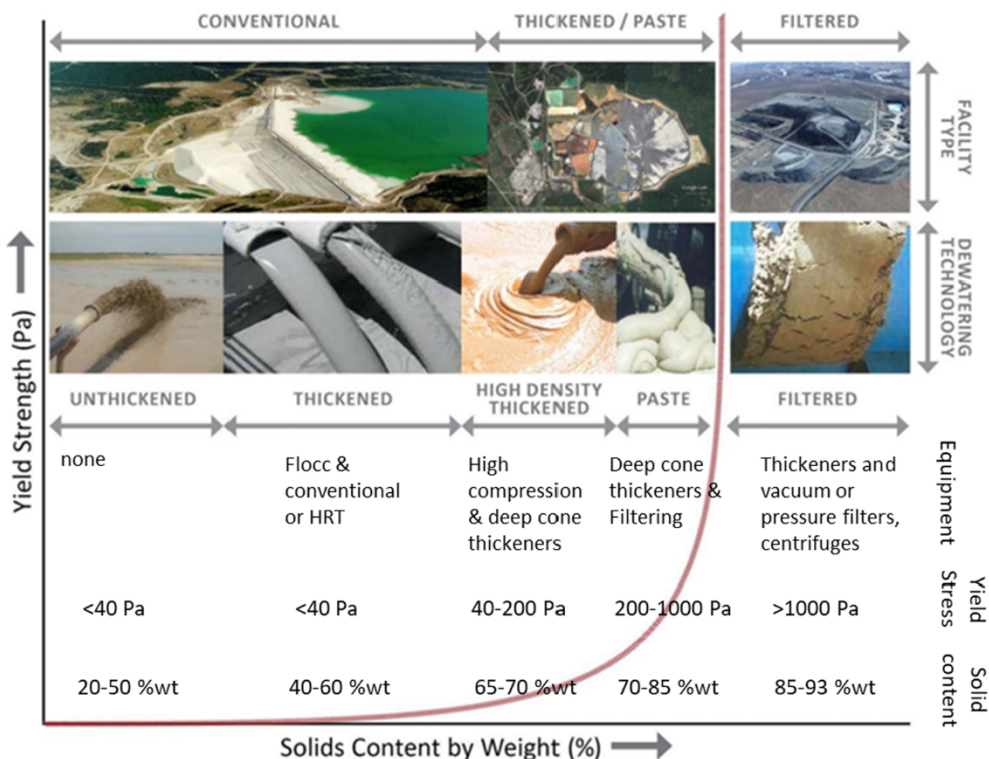 CONVENTIONAL
THICKENED / PASTE
FILTERED
FACILITY
TYPE
DEWATERING
TECHNOLOGY
Yield Strength (Pa)
UNTHICKENED
THICKENED
HIGH DENSITY
THICKENED
PASTE
FILTERED
none
Flocc &
conventional
or HRT
High
compression
& deep cone
thickeners
Deep cone
thickeners &
Filtering
Thickeners and
vacuum or
pressure filters,
centrifuges
Equipment
<40 Pa
<40 Pa
40-200 Pa
200-1000 Pa
>1000 Pa
Yield
Stress
20-50 %wt
40-60 %wt
65-70 %wt
70-85 %wt
85-93 %wt
Solid
content
Solids Content by Weight (%)